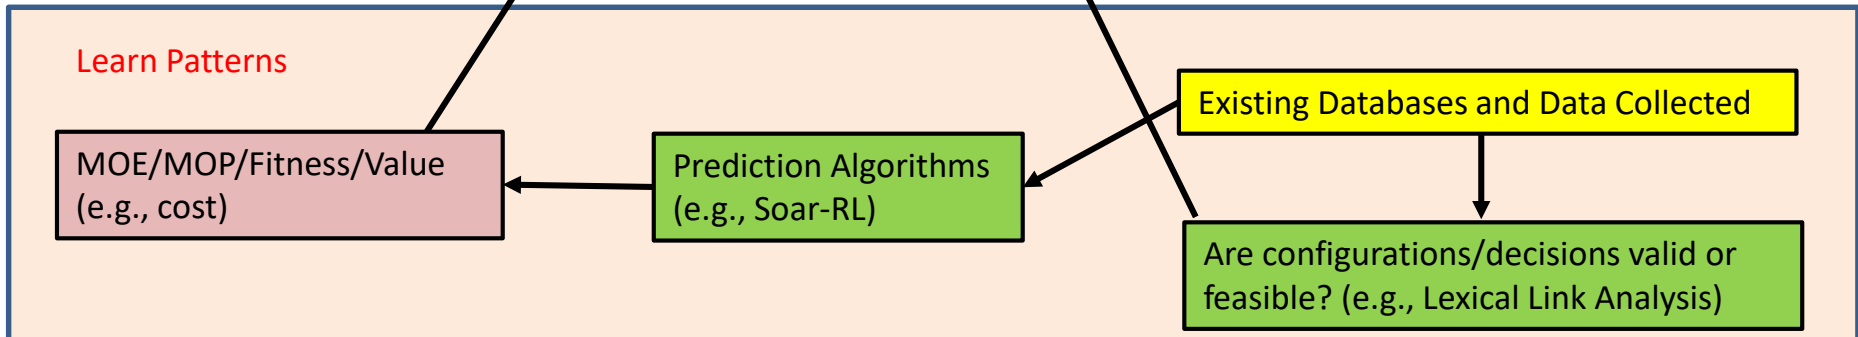 Learn Patterns
Existing Databases and Data Collected
MOE/MOP/Fitness/Value
(e.g., cost)
Prediction Algorithms
(e.g., Soar-RL)
Are configurations/decisions valid or
feasible? (e.g., Lexical Link Analysis)